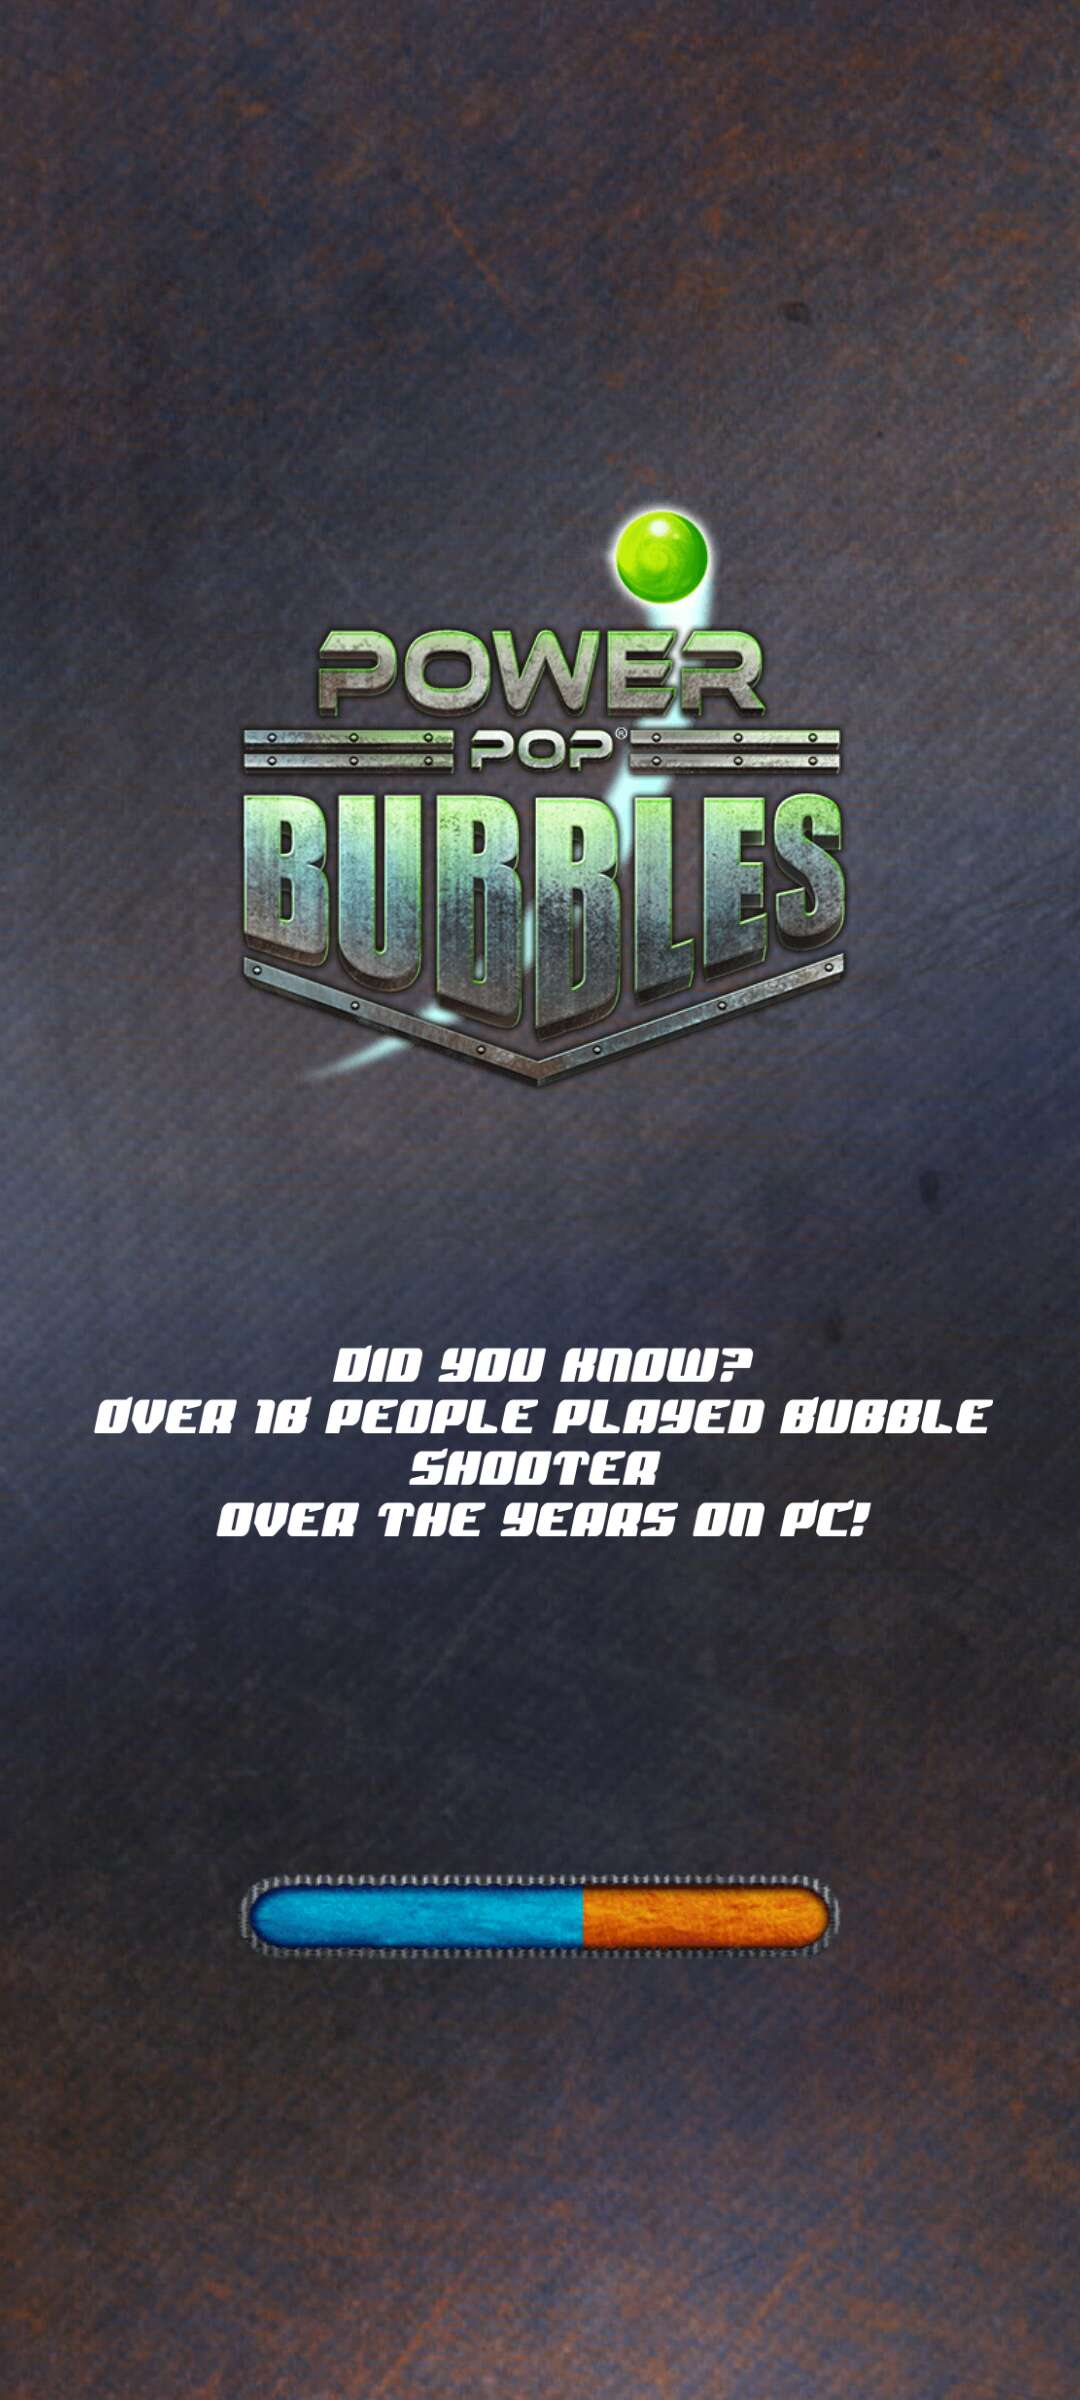 POWER
POP®
BUBBLES
DID YOU KNOW?
OVER 1B PEOPLE PLAYED BUBBLE
SHOOTER
OVER THE YEARS ON PC!